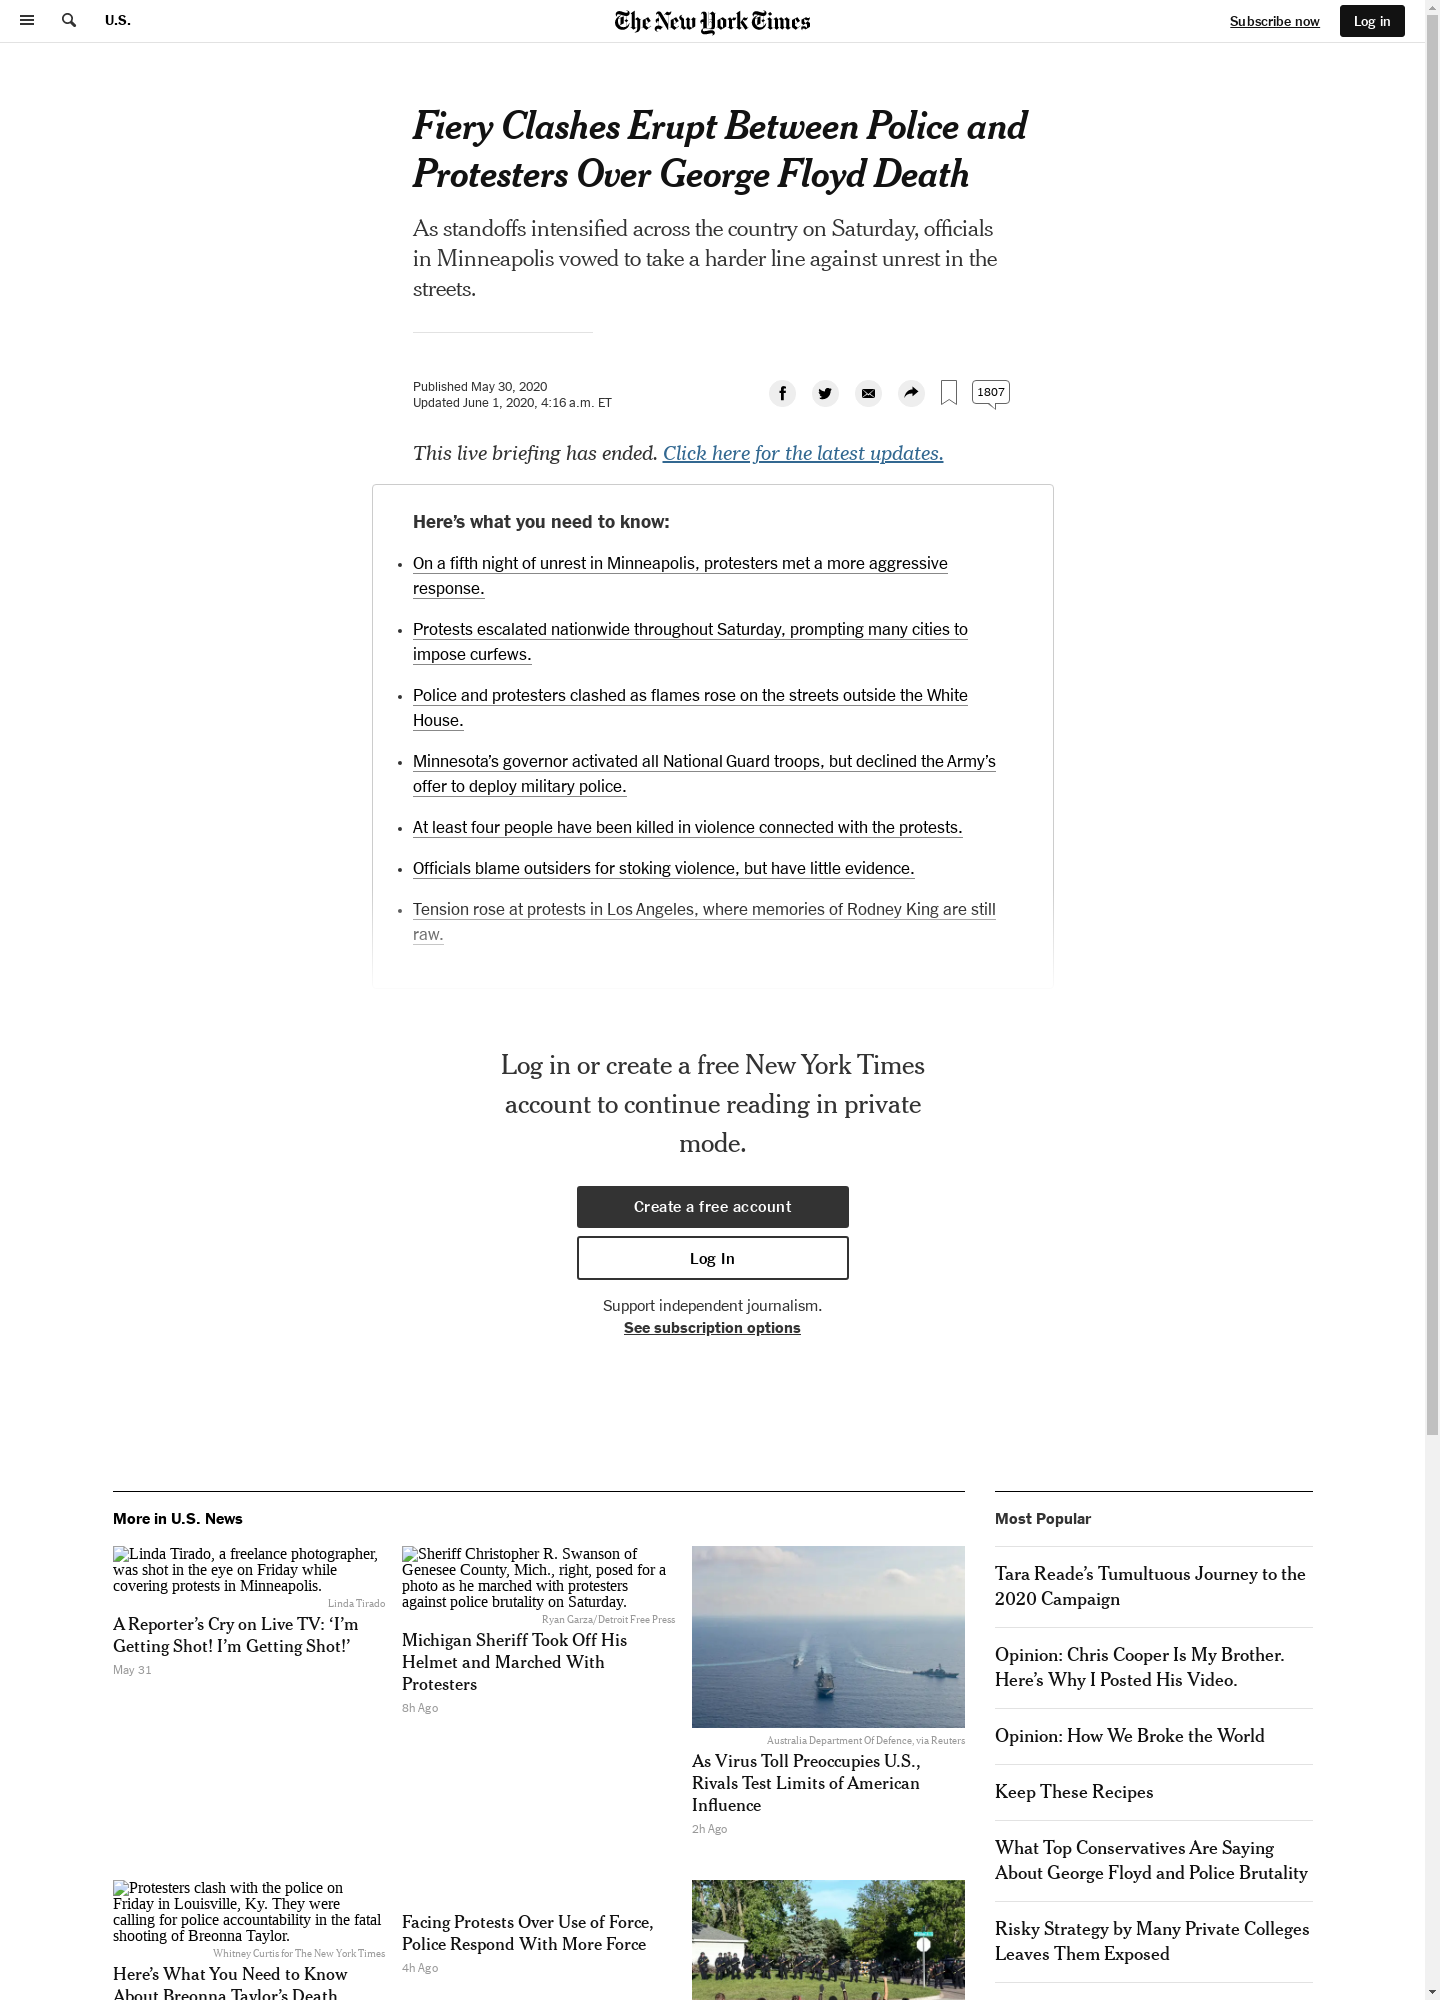 U.S.
The New York Times
Subscribe now
Log in
Fiery Clashes Erupt Between Police and
Protesters Over George Floyd Death
As standoffs intensified across the country on Saturday, officials
in Minneapolis vowed to take a harder line against unrest in the
streets.
Published May 30, 2020
Updated June 1, 2020, 4:16 a.m. ET
1807
This live briefing has ended. Click here for the latest updates.
Here’s what you need to know:
On a fifth night of unrest in Minneapolis, protesters met a more aggressive
response.
Protests escalated nationwide throughout Saturday, prompting many cities to
impose curfews.
Police and protesters clashed as flames rose on the streets outside the White
House.
Minnesota’s governor activated all National Guard troops, but declined the Army’s
offer to deploy military police.
At least four people have been killed in violence connected with the protests.
Officials blame outsiders for stoking violence, but have little evidence.
Tension rose at protests in Los Angeles, where memories of Rodney King are still
raw.
Log in or create a free New York Times
account to continue reading in private
mode.
Create a free account
Log In
Support independent journalism.
See subscription options
More in U.S. News
Linda Tirado, a freelance photographer,
was shot in the eye on Friday while
covering protests in Minneapolis.
Linda Tirado
A Reporter’s Cry on Live TV: ‘I’m
Getting Shot! I’m Getting Shot!’
May 31
Sheriff Christopher R. Swanson of
Genesee County, Mich., right, posed for a
photo as he marched with protesters
against police brutality on Saturday.
Ryan Garza/Detroit Free Press
Michigan Sheriff Took Off His
Helmet and Marched With
Protesters
8h Ago
Australia Department Of Defence, via Reuters
As Virus Toll Preoccupies U.S.,
Rivals Test Limits of American
Influence
2h Ago
Protesters clash with the police on
Friday in Louisville, Ky. They were
calling for police accountability in the fatal
shooting of Breonna Taylor.
Whitney Curtis for The New York Times
Here’s What You Need to Know
About Breonna Taylor’s Death
Facing Protests Over Use of Force,
Police Respond With More Force
4h Ago
Most Popular
Tara Reade’s Tumultuous Journey to the
2020 Campaign
Opinion: Chris Cooper Is My Brother.
Here’s Why I Posted His Video.
Opinion: How We Broke the World
Keep These Recipes
What Top Conservatives Are Saying
About George Floyd and Police Brutality
Risky Strategy by Many Private Colleges
Leaves Them Exposed